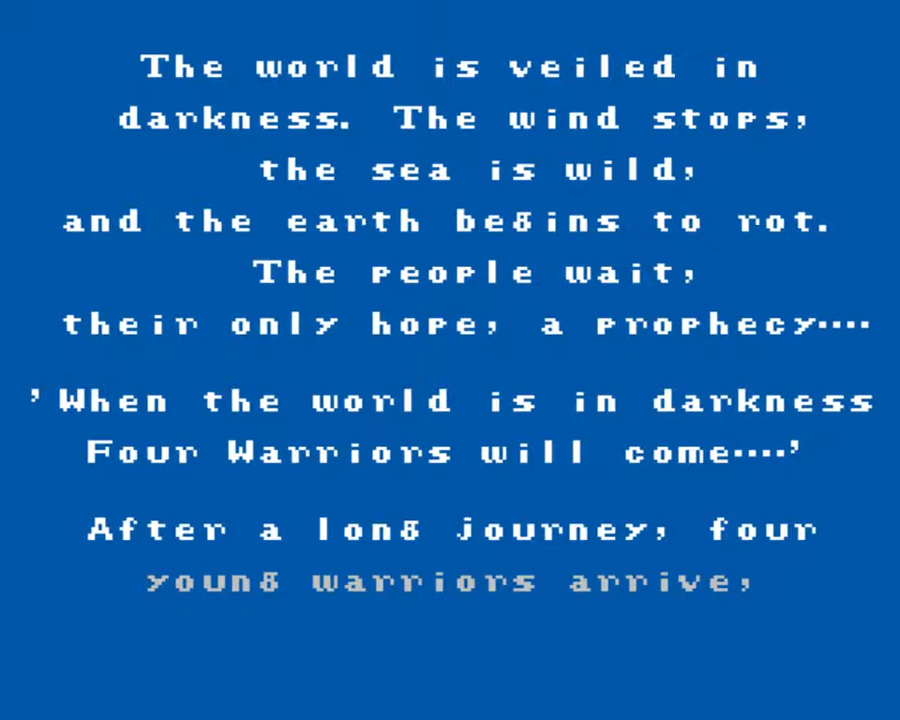 The world is veiled in
darkness. The wind stops,
the sea is wild,
and the earth begins to rot.
The people wait,
their only hope, a prophecy····
'When the world is in darkness
Four Warriors will come····'
After a long journey, four
young warriors arrive,